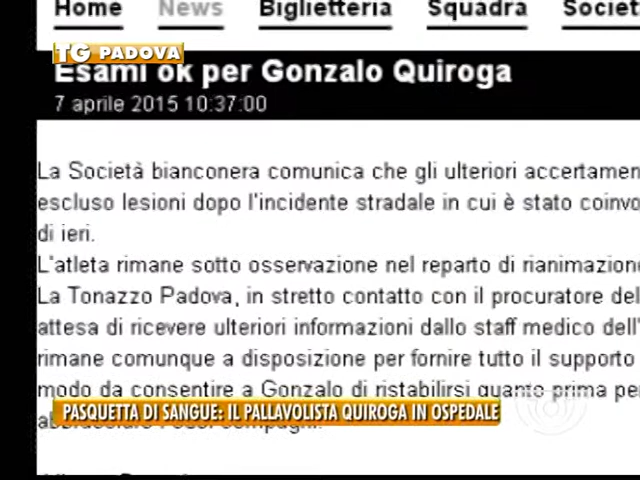 Home News Biglietteria Squadra Societ
TG PADOVA
Esami ok per Gonzalo Quiroga
7 aprile 2015 10:37:00
La Società bianconera comunica che gli ulteriori accertamen
escluso lesioni dopo l'incidente stradale in cui è stato coinvo
di ieri.
L'atleta rimane sotto osservazione nel reparto di rianimazione
La Tonazzo Padova, in stretto contatto con il procuratore del
attesa di ricevere ulteriori informazioni dallo staff medico dell'
rimane comunque a disposizione per fornire tutto il supporto
modo da consentire a Gonzalo di ristabilirsi quanto prima per
PASQUETTA DI SANGUE: IL PALLAVOLISTA QUIROGA IN OSPEDALE